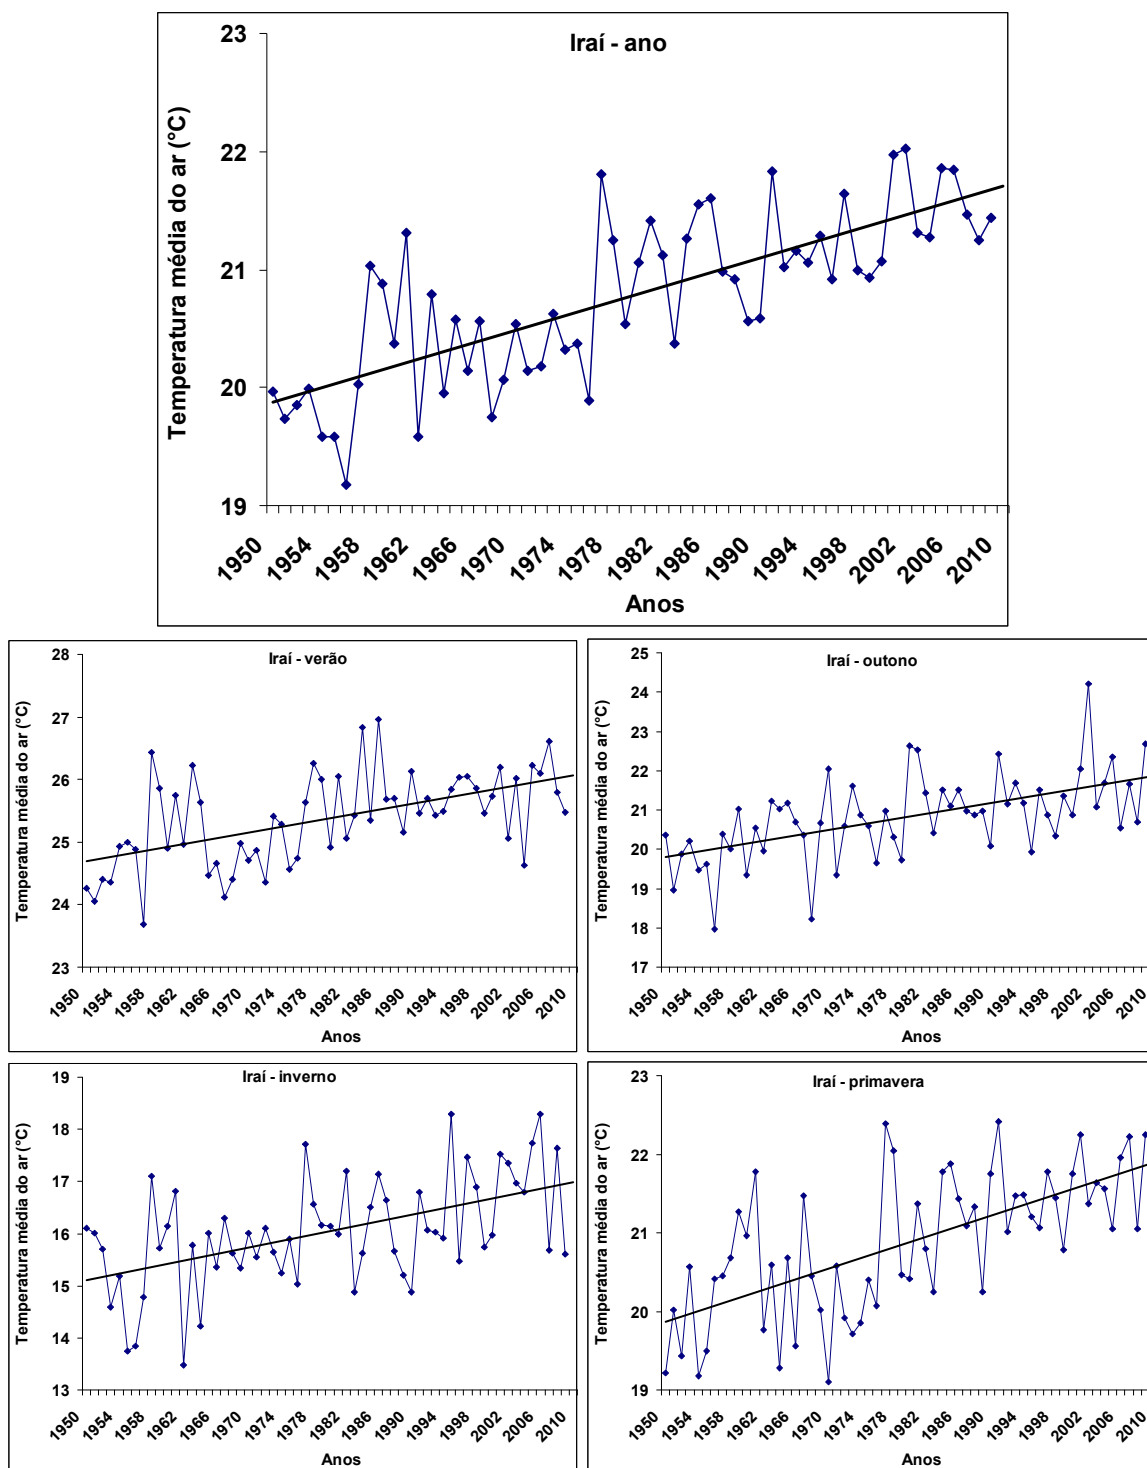 Iraí - ano
Temperatura média do ar (°C)
23
22
21
20
19
1950 1954 1958 1962 1966 1970 1974 1978 1982 1986 1990 1994 1998 2002 2006 2010
Anos
Iraí - verão
Temperatura média do ar (°C)
28
27
26
25
24
23
1950 1954 1958 1962 1966 1970 1974 1978 1982 1986 1990 1994 1998 2002 2006 2010
Anos
Iraí - outono
Temperatura média do ar (°C)
25
24
23
22
21
20
19
18
17
1950 1954 1958 1962 1966 1970 1974 1978 1982 1986 1990 1994 1998 2002 2006 2010
Anos
Iraí - inverno
Temperatura média do ar (°C)
19
18
17
16
15
14
13
1950 1954 1958 1962 1966 1970 1974 1978 1982 1986 1990 1994 1998 2002 2006 2010
Anos
Iraí - primavera
Temperatura média do ar (°C)
23
22
21
20
19
1950 1954 1958 1962 1966 1970 1974 1978 1982 1986 1990 1994 1998 2002 2006 2010
Anos